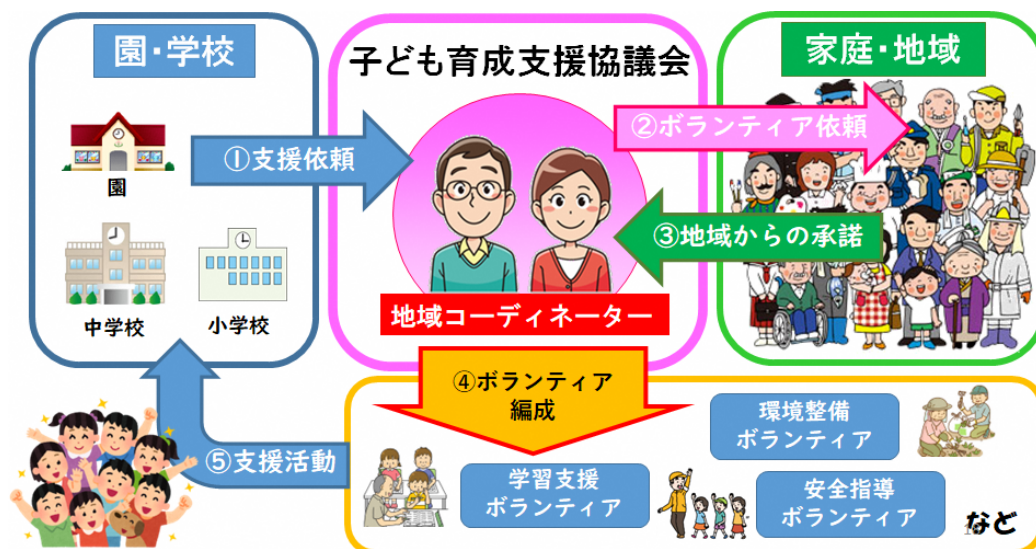 園・学校
園
中学校
小学校
①支援依頼
子ども育成支援協議会
地域コーディネーター
家庭・地域
②ボランティア依頼
③地域からの承諾
④ボランティア
編成
⑤支援活動
学習支援
ボランティア
環境整備
ボランティア
安全指導
ボランティア
など